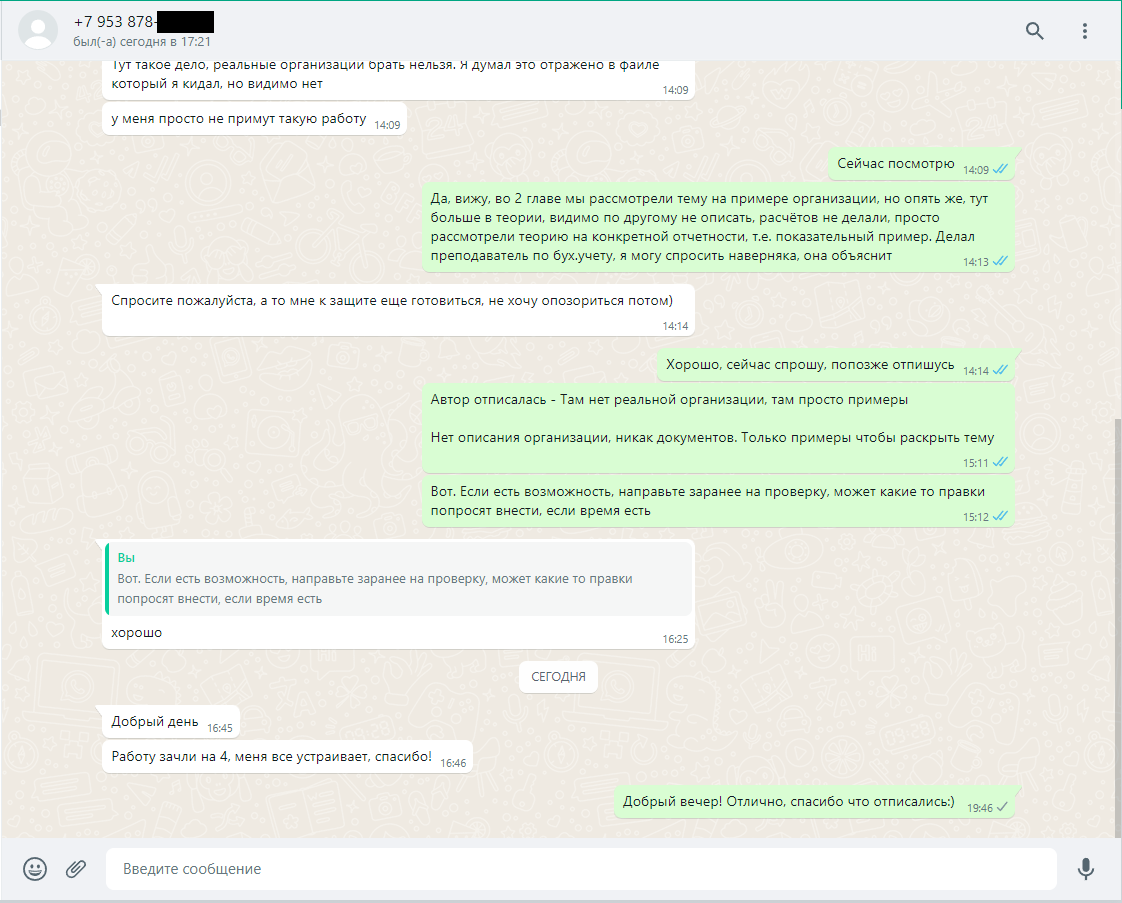 +7 953 878-
был(-а) сегодня в 17:21
Тут такое дело, реальные организации брать нельзя. Я думал это отражено в файле
который я кидал, но видимо нет
14:09
у меня просто не примут такую работу 14:09
Сейчас посмотрю 14:09
Да, вижу, во 2 главе мы рассмотрели тему на примере организации, но опять же, тут
больше в теории, видимо по другому не описать, расчётов не делали, просто
рассмотрели теорию на конкретной отчетности, т.е. показательный пример. Делал
преподаватель по бух.учету, я могу спросить наверняка, она объяснит 14:13
Спросите пожалуйста, а то мне к защите еще готовиться, не хочу опозориться потом)
14:14
Хорошо, сейчас спрошу, попозже отпишусь 14:14
Автор отписалась - Там нет реальной организации, там просто примеры
Нет описания организации, никак документов. Только примеры чтобы раскрыть тему
15:11
Вот. Если есть возможность, направьте заранее на проверку, может какие то правки
попросят внести, если время есть 15:12
Вы
Вот. Если есть возможность, направьте заранее на проверку, может какие то правки
попросят внести, если время есть
хорошо 16:25
СЕГОДНЯ
Добрый день 16:45
Работу зачли на 4, меня все устраивает, спасибо! 16:46
Добрый вечер! Отлично, спасибо что отписались:) 19:46
Введите сообщение